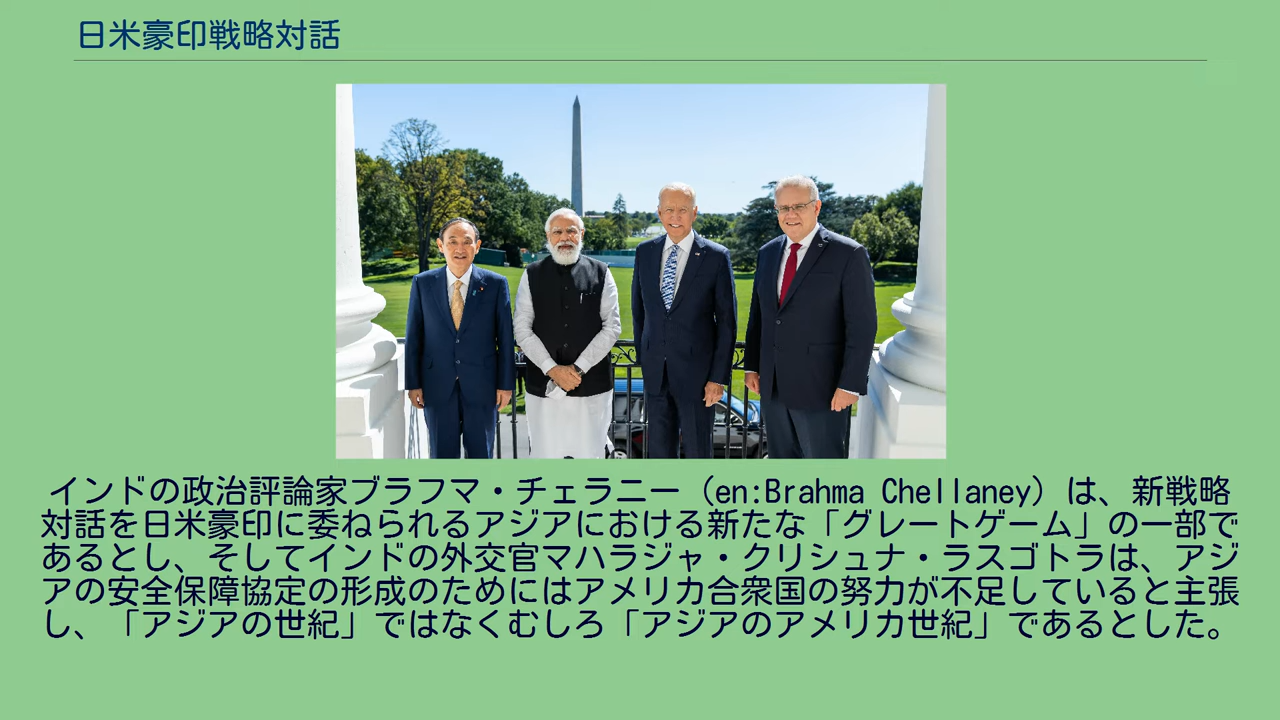 日米豪印戦略対話
インドの政治評論家ブラフマ・チェラニー（en:Brahma Chellaney）は、新戦略
対話を日米豪印に委ねられるアジアにおける新たな「グレートゲーム」の一部で
あるとし、そしてインドの外交官マハラジャ・クリシュナ・ラスゴトラは、アジ
アの安全保障協定の形成のためにはアメリカ合衆国の努力が不足していると主張
し、「アジアの世紀」ではなくむしろ「アジアのアメリカ世紀」であるとした。